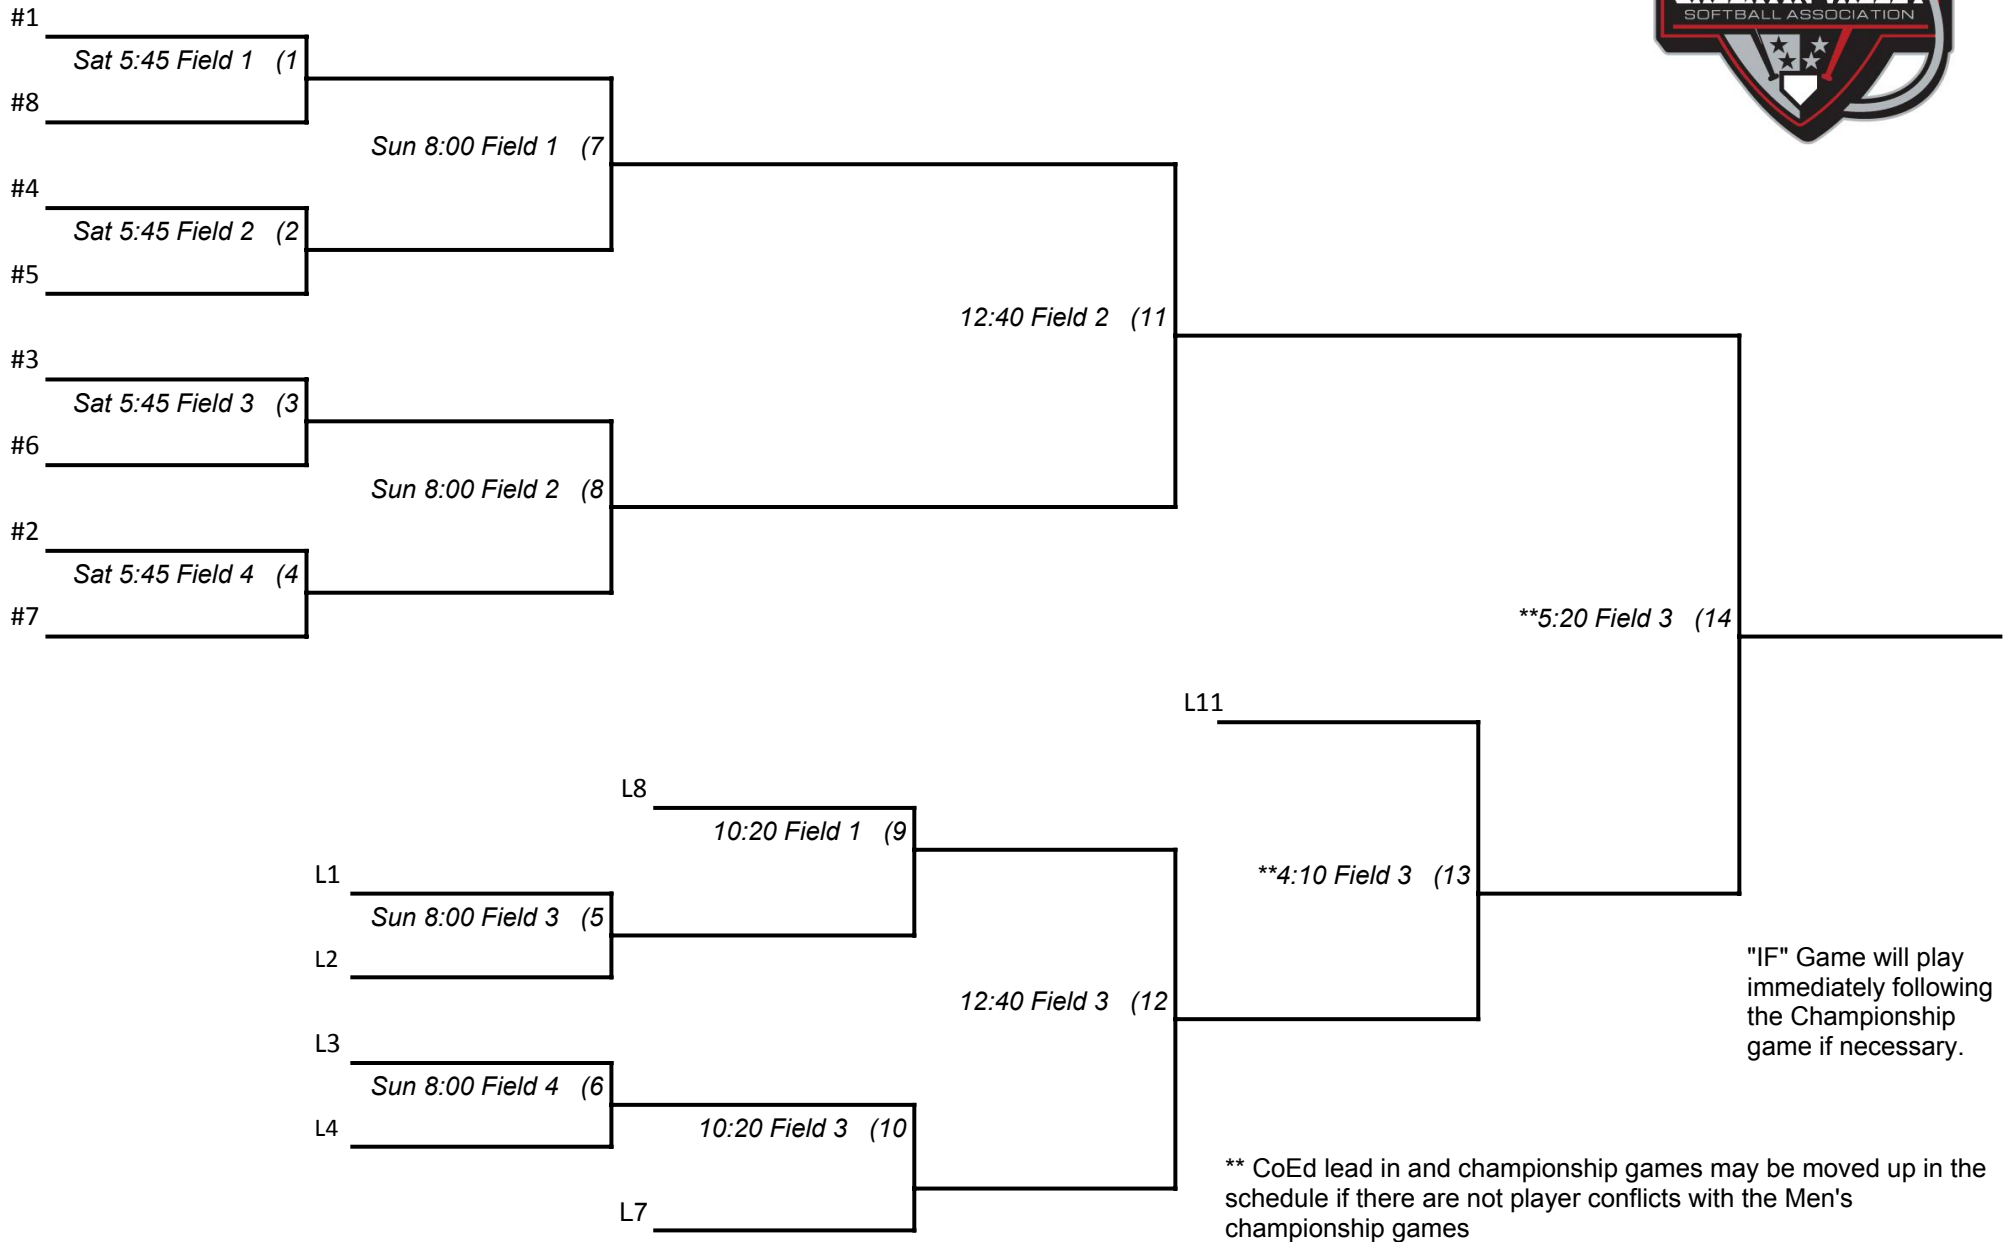 #1
SOFTBALL ASSOCIATION
Sat 5:45 Field 1 (1
#8
Sun 8:00 Field 1 (7
#4
Sat 5:45 Field 2 (2
#5
12:40 Field 2 (11
#3
Sat 5:45 Field 3 (3
#6
Sun 8:00 Field 2 (8
#2
Sat 5:45 Field 4 (4
#7
**5:20 Field 3 (14
L11
L8
10:20 Field 1 (9
L1
**4:10 Field 3 (13
Sun 8:00 Field 3 (5
L2
"IF" Game will play
immediately following
the Championship
game if necessary.
12:40 Field 3 (12
L3
Sun 8:00 Field 4 (6
L4
10:20 Field 3 (10
** CoEd lead in and championship games may be moved up in the
schedule if there are not player conflicts with the Men's
championship games
L7